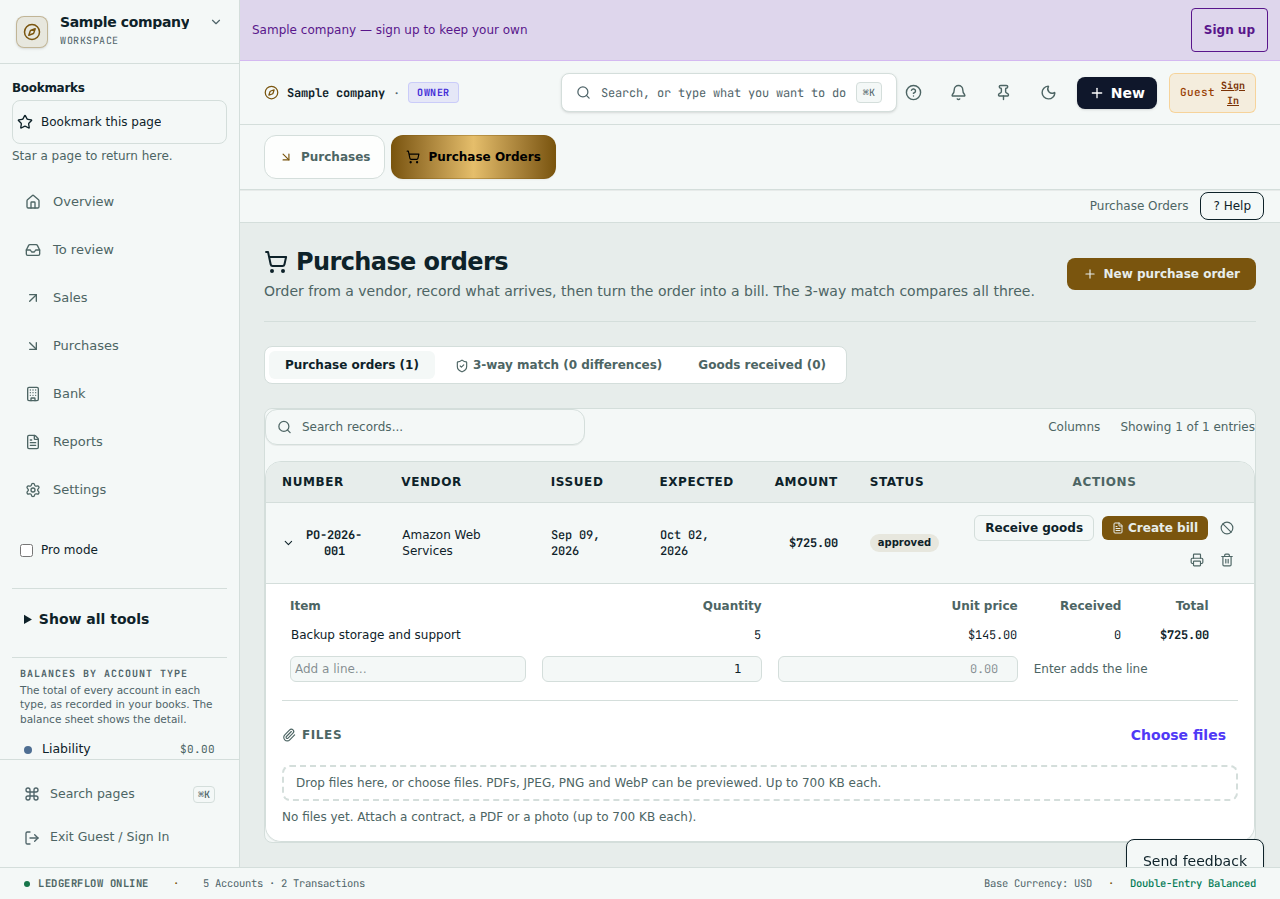 Sample company
WORKSPACE
Bookmarks
Bookmark this page
Star a page to return here.
Overview
To review
Sales
Purchases
Bank
Reports
Settings
Pro mode
Show all tools
BALANCES BY ACCOUNT TYPE
The total of every account in each
type, as recorded in your books. The
balance sheet shows the detail.
Liability $0.00
Search pages ⌘K
Exit Guest / Sign In
Sample company — sign up to keep your own
Sign up
Sample company · OWNER
Search, or type what you want to do ⌘K
New
Guest Sign In
Purchases
Purchase Orders
Purchase Orders
? Help
Purchase orders
Order from a vendor, record what arrives, then turn the order into a bill. The 3-way match compares all three.
New purchase order
Purchase orders (1)
3-way match (0 differences)
Goods received (0)
Search records...
Columns
Showing 1 of 1 entries
NUMBER VENDOR ISSUED EXPECTED AMOUNT STATUS ACTIONS
PO-2026-001 Amazon Web Services Sep 09, 2026 Oct 02, 2026 $725.00 approved Receive goods Create bill
Item Quantity Unit price Received Total
Backup storage and support 5 $145.00 0 $725.00
Add a line... 1 0.00 Enter adds the line
FILES
Choose files
Drop files here, or choose files. PDFs, JPEG, PNG and WebP can be previewed. Up to 700 KB each.
No files yet. Attach a contract, a PDF or a photo (up to 700 KB each).
Send feedback
LEDGERFLOW ONLINE · 5 Accounts · 2 Transactions
Base Currency: USD · Double-Entry Balanced